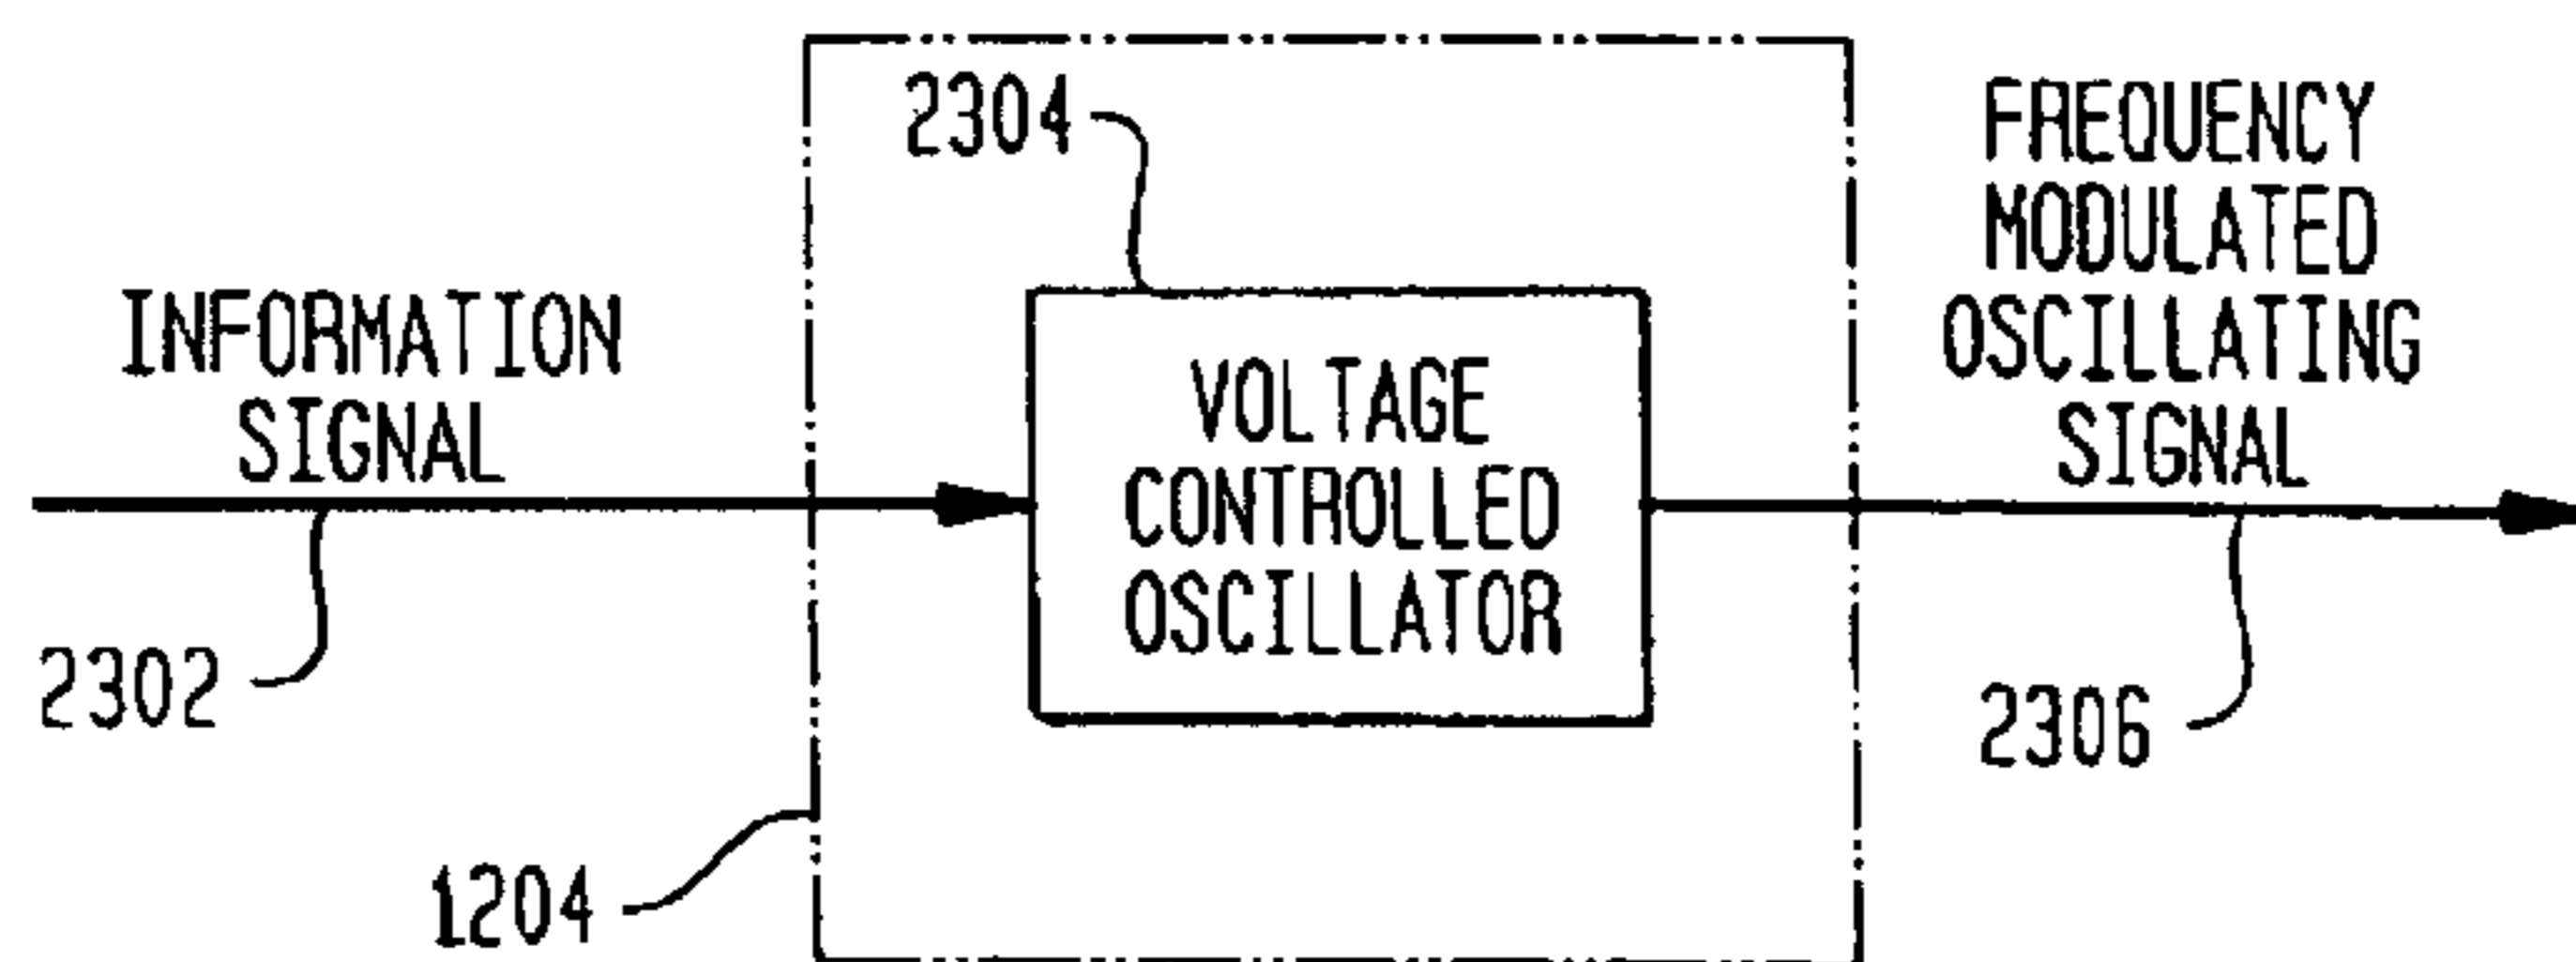 2304
FREQUENCY
MODULATED
OSCILLATING
SIGNAL
INFORMATION
SIGNAL
VOLTAGE
CONTROLLED
OSCILLATOR
2302
2306
1204